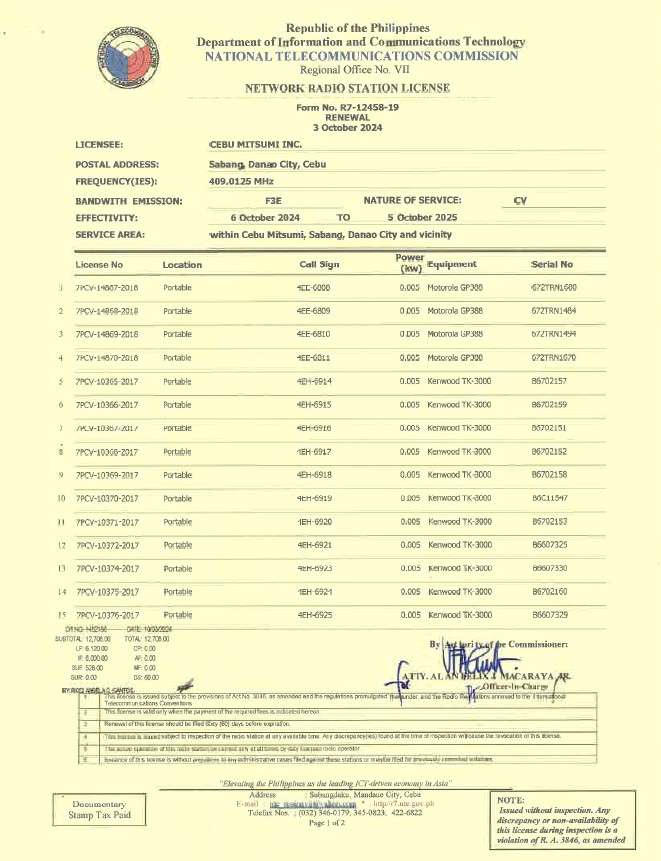 Republic of the Philippines
Department of Information and Communications Technology
NATIONAL TELECOMMUNICATIONS COMMISSION
Regional Office No. VII
NETWORK RADIO STATION LICENSE
Form No. R7-12458-19
RENEWAL
3 October 2024
LICENSEE: CEBU MITSUMI INC.
POSTAL ADDRESS: Sabang, Danao City, Cebu
FREQUENCY(IES): 409.0125 MHz
BANDWITH EMISSION: F3E NATURE OF SERVICE: CV
EFFECTIVITY: 6 October 2024 TO 5 October 2025
SERVICE AREA: within Cebu Mitsumi, Sabang, Danao City and vicinity
License No Location Call Sign Power (kw) Equipment Serial No
1 7PCV-14867-2018 Portable 4EE-6808 0.005 Motorola GP388 672TRN1680
2 7PCV-14868-2018 Portable 4EE-6809 0.005 Motorola GP388 672TRN1484
3 7PCV-14869-2018 Portable 4EE-6810 0.005 Motorola GP388 672TRN1494
4 7PCV-14870-2018 Portable 4EE-6811 0.005 Motorola GP388 672TRN1670
5 7PCV-10365-2017 Portable 4EH-6914 0.005 Kenwood TK-3000 B6702157
6 7PCV-10366-2017 Portable 4EH-6915 0.005 Kenwood TK-3000 B6702159
7 7PCV-10367-2017 Portable 4EH-6916 0.005 Kenwood TK-3000 B6702151
8 7PCV-10368-2017 Portable 4EH-6917 0.005 Kenwood TK-3000 B6702152
9 7PCV-10369-2017 Portable 4EH-6918 0.005 Kenwood TK-3000 B6702158
10 7PCV-10370-2017 Portable 4EH-6919 0.005 Kenwood TK-3000
11 7PCV-10371-2017 Portable 4EH-6920 0.005 Kenwood TK-3000 B6702153
12 7PCV-10372-2017 Portable 4EH-6921 0.005 Kenwood TK-3000 B6607325
13 7PCV-10374-2017 Portable 4EH-6923 0.005 Kenwood TK-3000 B6607330
14 7PCV-10375-2017 Portable 4EH-6924 0.005 Kenwood TK-3000 B6702160
15 7PCV-10376-2017 Portable 4EH-6925 0.005 Kenwood TK-3000 B6607329
DATE: 10/03/2024
SUBTOTAL: 12,708.00 TOTAL: 12,708.00
LF: 6,120.00 CP: 0.00
IF: 6,000.00 AF: 0.00
SUF: 528.00 MF: 0.00
SUR: 0.00 DS: 60.00
By Authority of the Commissioner:
ATTY. ALAN FELIX J MACARAYA, JR.
Officer-In-Charge
1 This license is issued subject to the provisions of Act No. 3846, as amended and the regulations promulgated thereunder, and the Radio Regulations annexed to the International Telecommunications Conventions
2 This license is valid only when the payment of the required fees is indicated hereon.
3 Renewal of this license should be filed sixty (60) days before expiration.
4 This license is issued subject to inspection of the radio station at any available time. Any discrepancy(ies) found at the time of inspection will cause the revocation of this license.
5 The actual operation of this radio station be carried only at all times by duly licensed radio operator
6 Issuance of this license is without prejudice to any administrative cases filed against these stations or may be filed for previously committed violations.
"Elevating the Philippines as the leading ICT-driven economy in Asia"
Address : Subangdaku, Mandaue City, Cebu
E-mail : * : http://r7.ntc.gov.ph
Telefax Nos. : (032) 346-0179, 345-0823, 422-6822
Page 1 of 2
Documentary
Stamp Tax Paid
NOTE:
Issued without inspection. Any
discrepancy or non-availability of
this license during inspection is a
violation of R. A. 3846, as amended